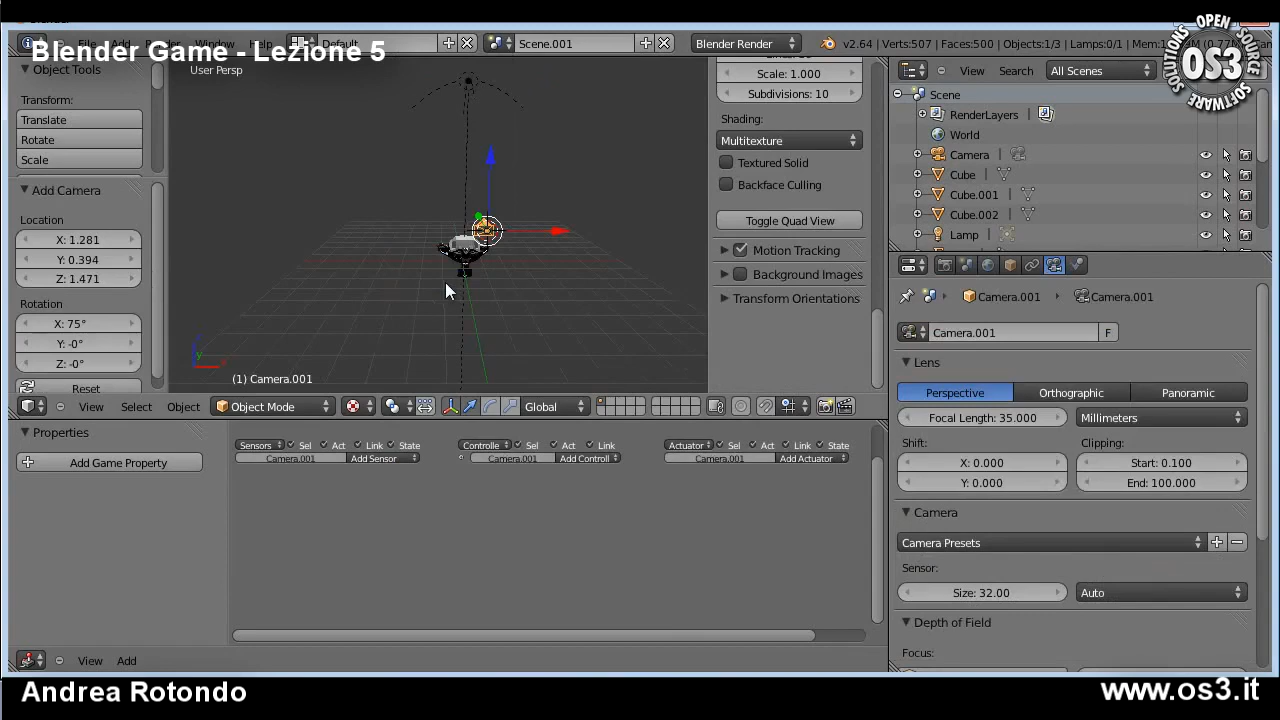 Blender Game - Lezione 5
File Add Render Window Help
Default
Scene.001
Blender Render
v2.64 | Verts:507 | Faces:500 | Objects:1/3 | Lamps:0/1 | Mem:
OPEN SOURCE SOFTWARE SOLUTIONS
OS3
Object Tools
Transform:
Translate
Rotate
Scale
Add Camera
Location
X: 1.281
Y: 0.394
Z: 1.471
Rotation
X: 75°
Y: -0°
Z: -0°
Reset
User Persp
(1) Camera.001
Scale: 1.000
Subdivisions: 10
Shading:
Multitexture
Textured Solid
Backface Culling
Toggle Quad View
Motion Tracking
Background Images
Transform Orientations
View Search All Scenes
Scene
RenderLayers
World
Camera
Cube
Cube.001
Cube.002
Lamp
View Select Object Object Mode Global
Properties
Add Game Property
Sensors Sel Act Link State
Camera.001 Add Sensor
Controlle Sel Act Link
Camera.001 Add Controll
Actuator Sel Act Link State
Camera.001 Add Actuator
View Add
Camera.001 Camera.001
Camera.001 F
Lens
Perspective Orthographic Panoramic
Focal Length: 35.000 Millimeters
Shift: Clipping:
X: 0.000 Start: 0.100
Y: 0.000 End: 100.000
Camera
Camera Presets
Sensor:
Size: 32.00 Auto
Depth of Field
Focus:
Andrea Rotondo
www.os3.it